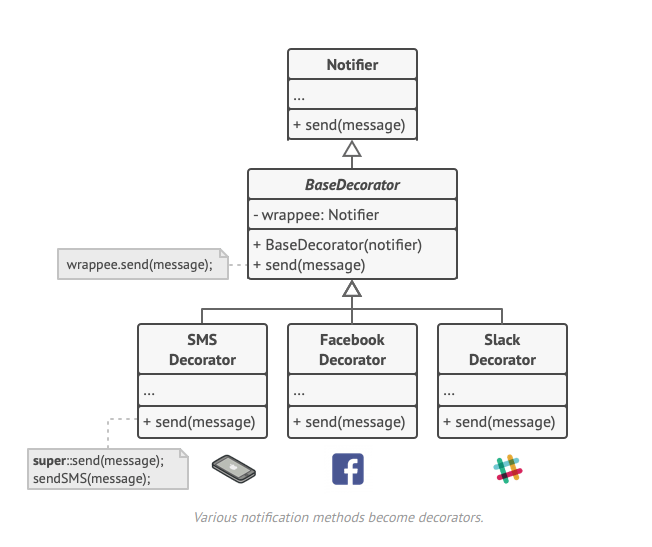 Notifier
...
+ send(message)
BaseDecorator
- wrappee: Notifier
+ BaseDecorator(notifier)
+ send(message)
wrappee.send(message);
SMS
Decorator
...
+ send(message)
Facebook
Decorator
...
+ send(message)
Slack
Decorator
...
+ send(message)
super::send(message);
sendSMS(message);
Various notification methods become decorators.